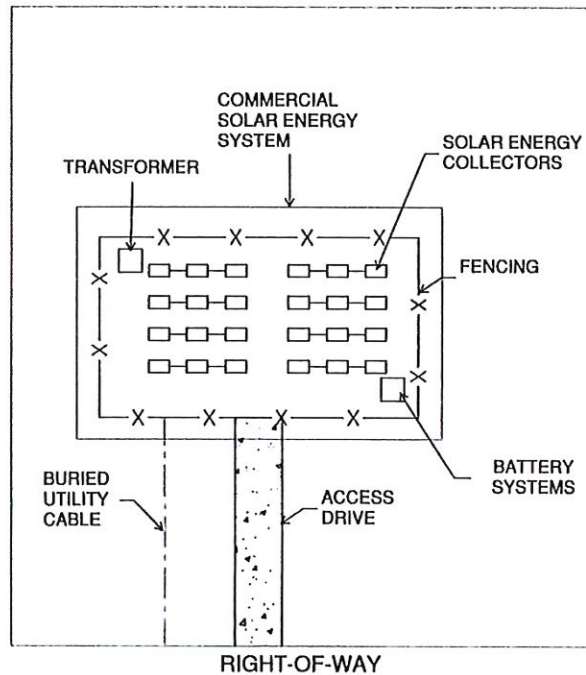 COMMERCIAL
SOLAR ENERGY
SYSTEM
TRANSFORMER
SOLAR ENERGY
COLLECTORS
FENCING
BURIED
UTILITY
CABLE
ACCESS
DRIVE
BATTERY
SYSTEMS
RIGHT-OF-WAY